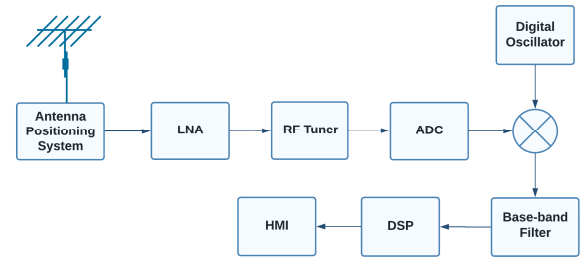 Digital
Oscillator
Antenna
Positioning
System
LNA
RF Tuner
ADC
HMI
DSP
Base-band
Filter